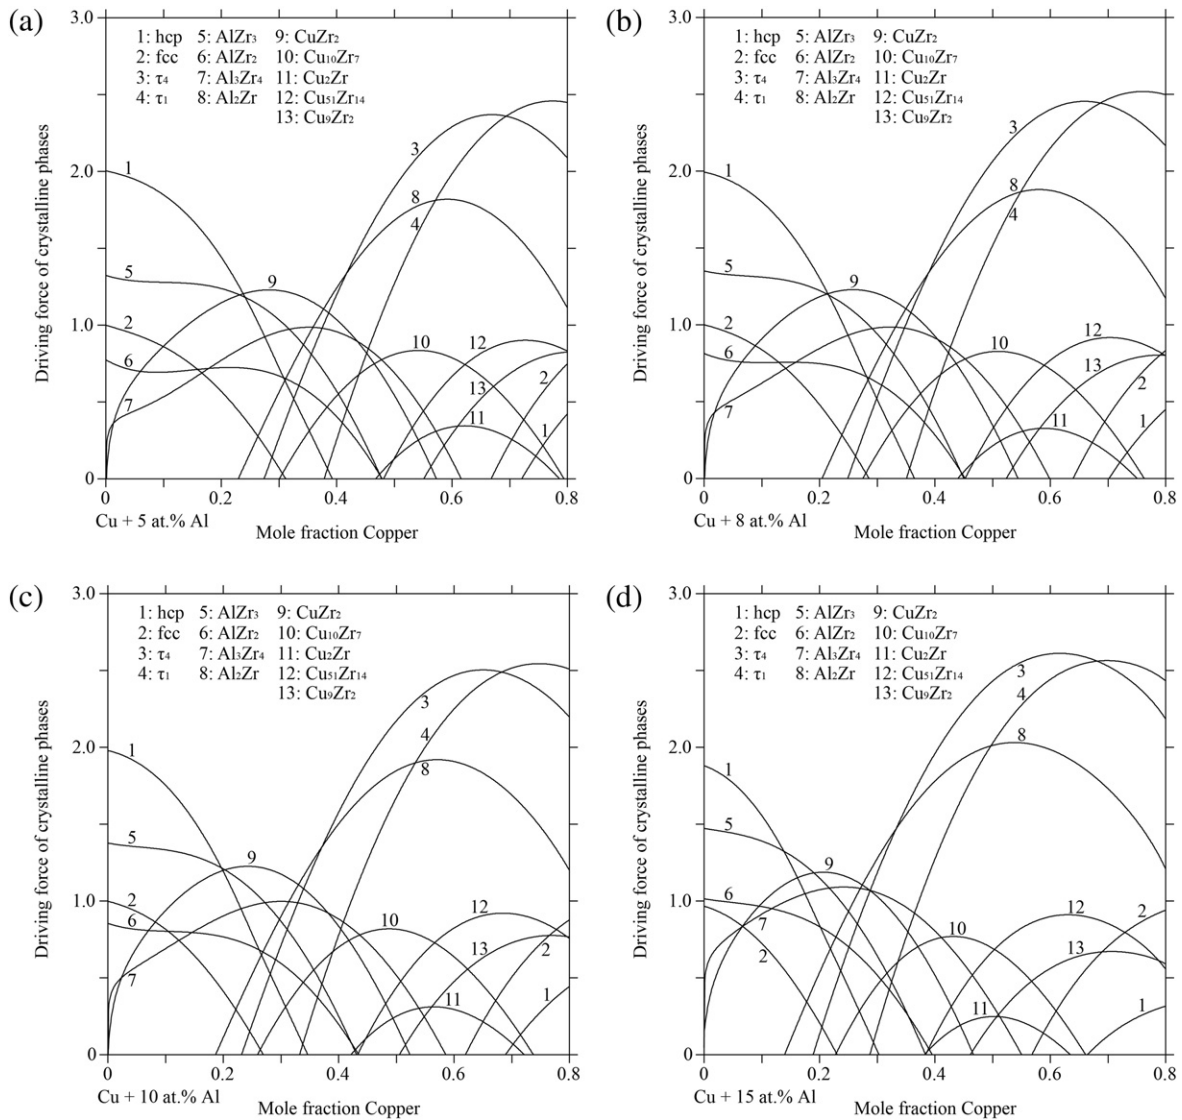 (a)
3.0
1: hcp 5: AlZr₃ 9: CuZr₂
2: fcc 6: AlZr₂ 10: Cu₁₀Zr₇
3: τ₄ 7: Al₃Zr₄ 11: Cu₂Zr
4: τ₁ 8: Al₂Zr 12: Cu₅₁Zr₁₄
13: Cu₉Zr₂
Driving force of crystalline phases
2.0
1.0
0
1
5
2
6
7
9
3
8
4
10
12
13
11
2
1
0 0.2 0.4 0.6 0.8
Cu + 5 at.% Al
Mole fraction Copper
(b)
3.0
1: hcp 5: AlZr₃ 9: CuZr₂
2: fcc 6: AlZr₂ 10: Cu₁₀Zr₇
3: τ₄ 7: Al₃Zr₄ 11: Cu₂Zr
4: τ₁ 8: Al₂Zr 12: Cu₅₁Zr₁₄
13: Cu₉Zr₂
Driving force of crystalline phases
2.0
1.0
0
1
5
2
6
7
9
3
8
4
10
12
13
2
11
1
0 0.2 0.4 0.6 0.8
Cu + 8 at.% Al
Mole fraction Copper
(c)
3.0
1: hcp 5: AlZr₃ 9: CuZr₂
2: fcc 6: AlZr₂ 10: Cu₁₀Zr₇
3: τ₄ 7: Al₃Zr₄ 11: Cu₂Zr
4: τ₁ 8: Al₂Zr 12: Cu₅₁Zr₁₄
13: Cu₉Zr₂
Driving force of crystalline phases
2.0
1.0
0
1
5
2
6
7
9
3
4
8
10
12
13
2
11
1
0 0.2 0.4 0.6 0.8
Cu + 10 at.% Al
Mole fraction Copper
(d)
3.0
1: hcp 5: AlZr₃ 9: CuZr₂
2: fcc 6: AlZr₂ 10: Cu₁₀Zr₇
3: τ₄ 7: Al₃Zr₄ 11: Cu₂Zr
4: τ₁ 8: Al₂Zr 12: Cu₅₁Zr₁₄
13: Cu₉Zr₂
Driving force of crystalline phases
2.0
1.0
0
1
5
6
7
2
9
3
4
8
10
12
2
13
11
1
0 0.2 0.4 0.6 0.8
Cu + 15 at.% Al
Mole fraction Copper